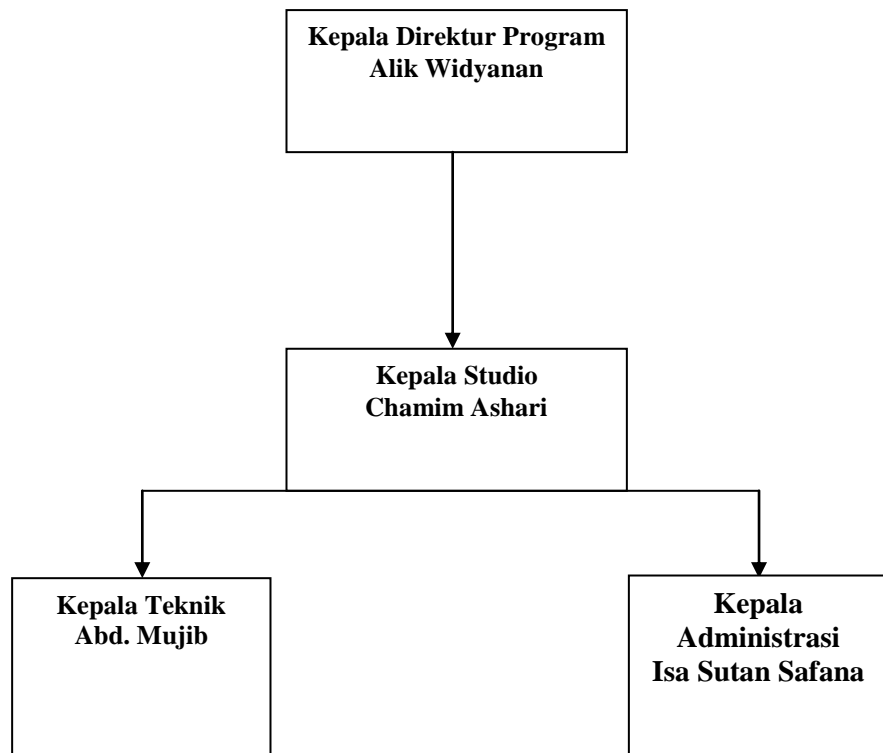 Kepala Direktur Program
Alik Widyanan
Kepala Studio
Chamim Ashari
Kepala Teknik
Abd. Mujib
Kepala
Administrasi
Isa Sutan Safana